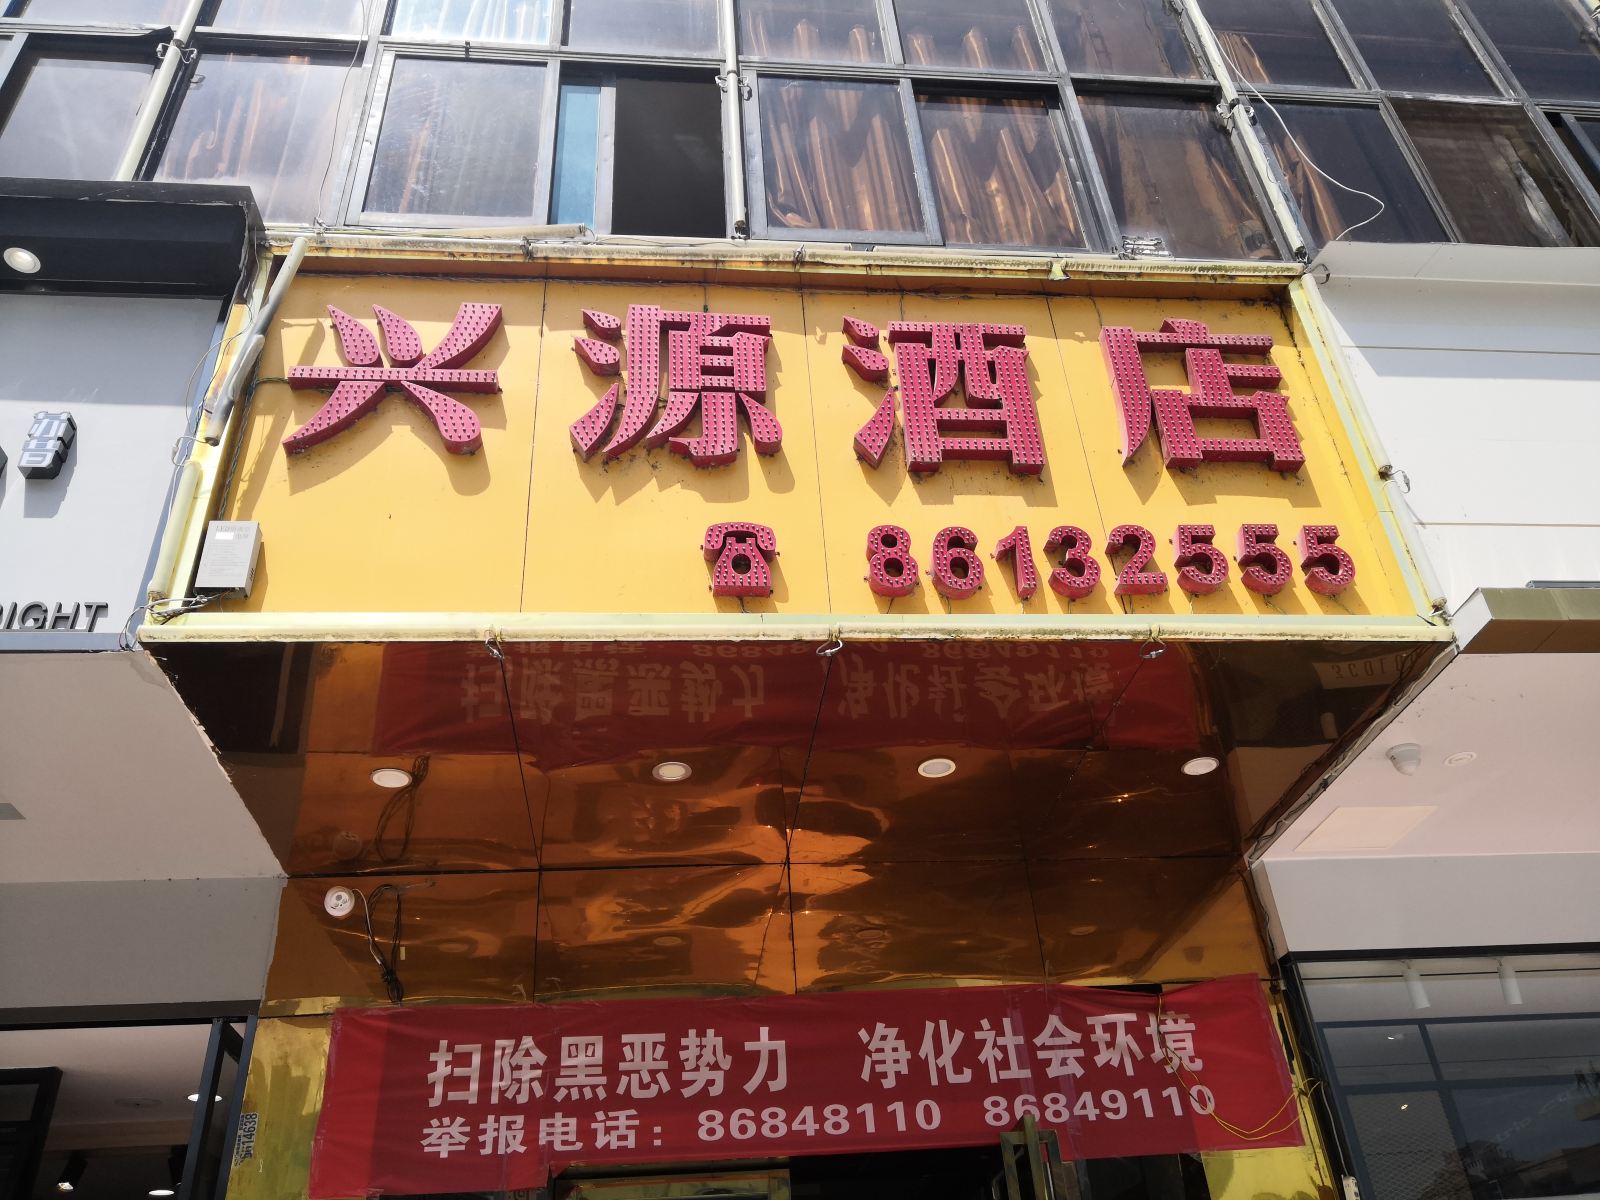 兴源酒店
☎ 86132555
扫除黑恶势力 净化社会环境
举报电话：86848110 86849110